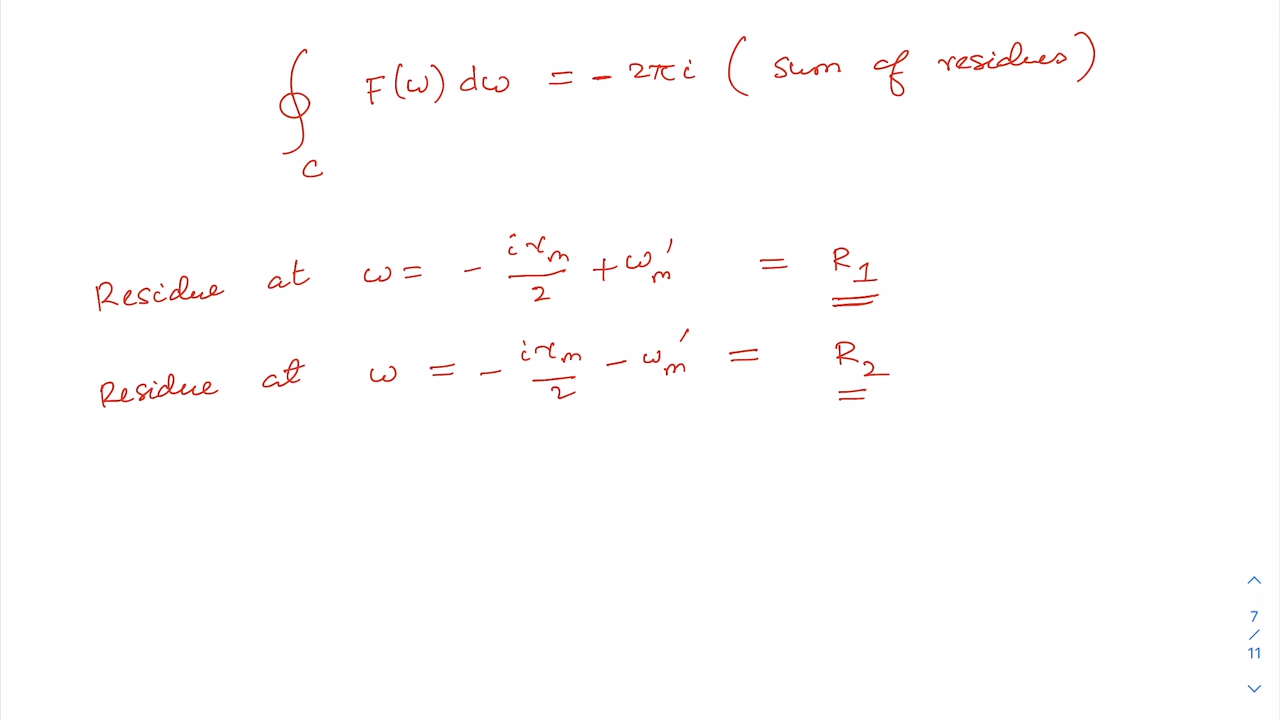 ∮_C F(ω) dω = - 2πi ( sum of residues )
Residue at ω = - iγ_m/2 + ω_m' = R_1
Residue at ω = - iγ_m/2 - ω_m' = R_2
7
/
11